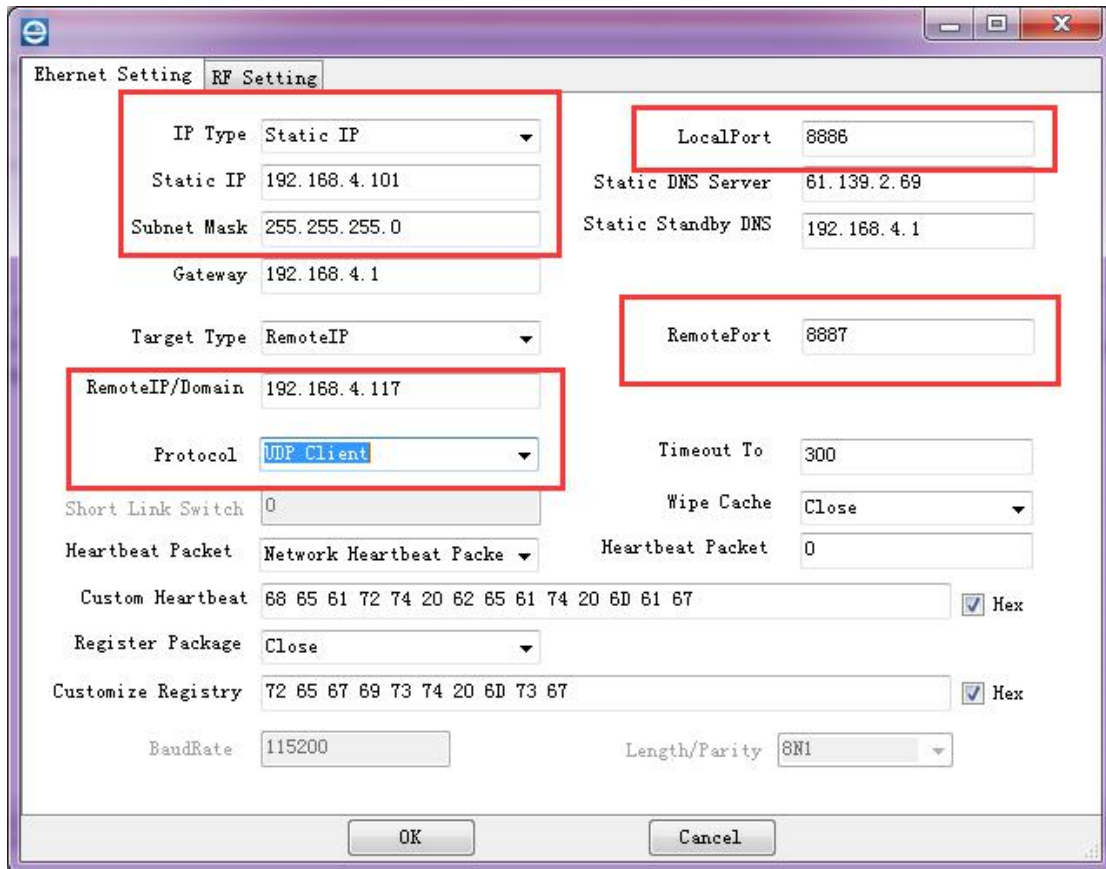 Ehernet Setting RF Setting
IP Type Static IP LocalPort 8886
Static IP 192.168.4.101 Static DNS Server 61.139.2.69
Subnet Mask 255.255.255.0 Static Standby DNS 192.168.4.1
Gateway 192.168.4.1
Target Type RemoteIP RemotePort 8887
RemoteIP/Domain 192.168.4.117
Protocol UDP Client Timeout To 300
Short Link Switch 0 Wipe Cache Close
Heartbeat Packet Network Heartbeat Packe Heartbeat Packet 0
Custom Heartbeat 68 65 61 72 74 20 62 65 61 74 20 6D 61 67 Hex
Register Package Close
Customize Registry 72 65 67 69 73 74 20 6D 73 67 Hex
BaudRate 115200 Length/Parity 8N1
OK Cancel